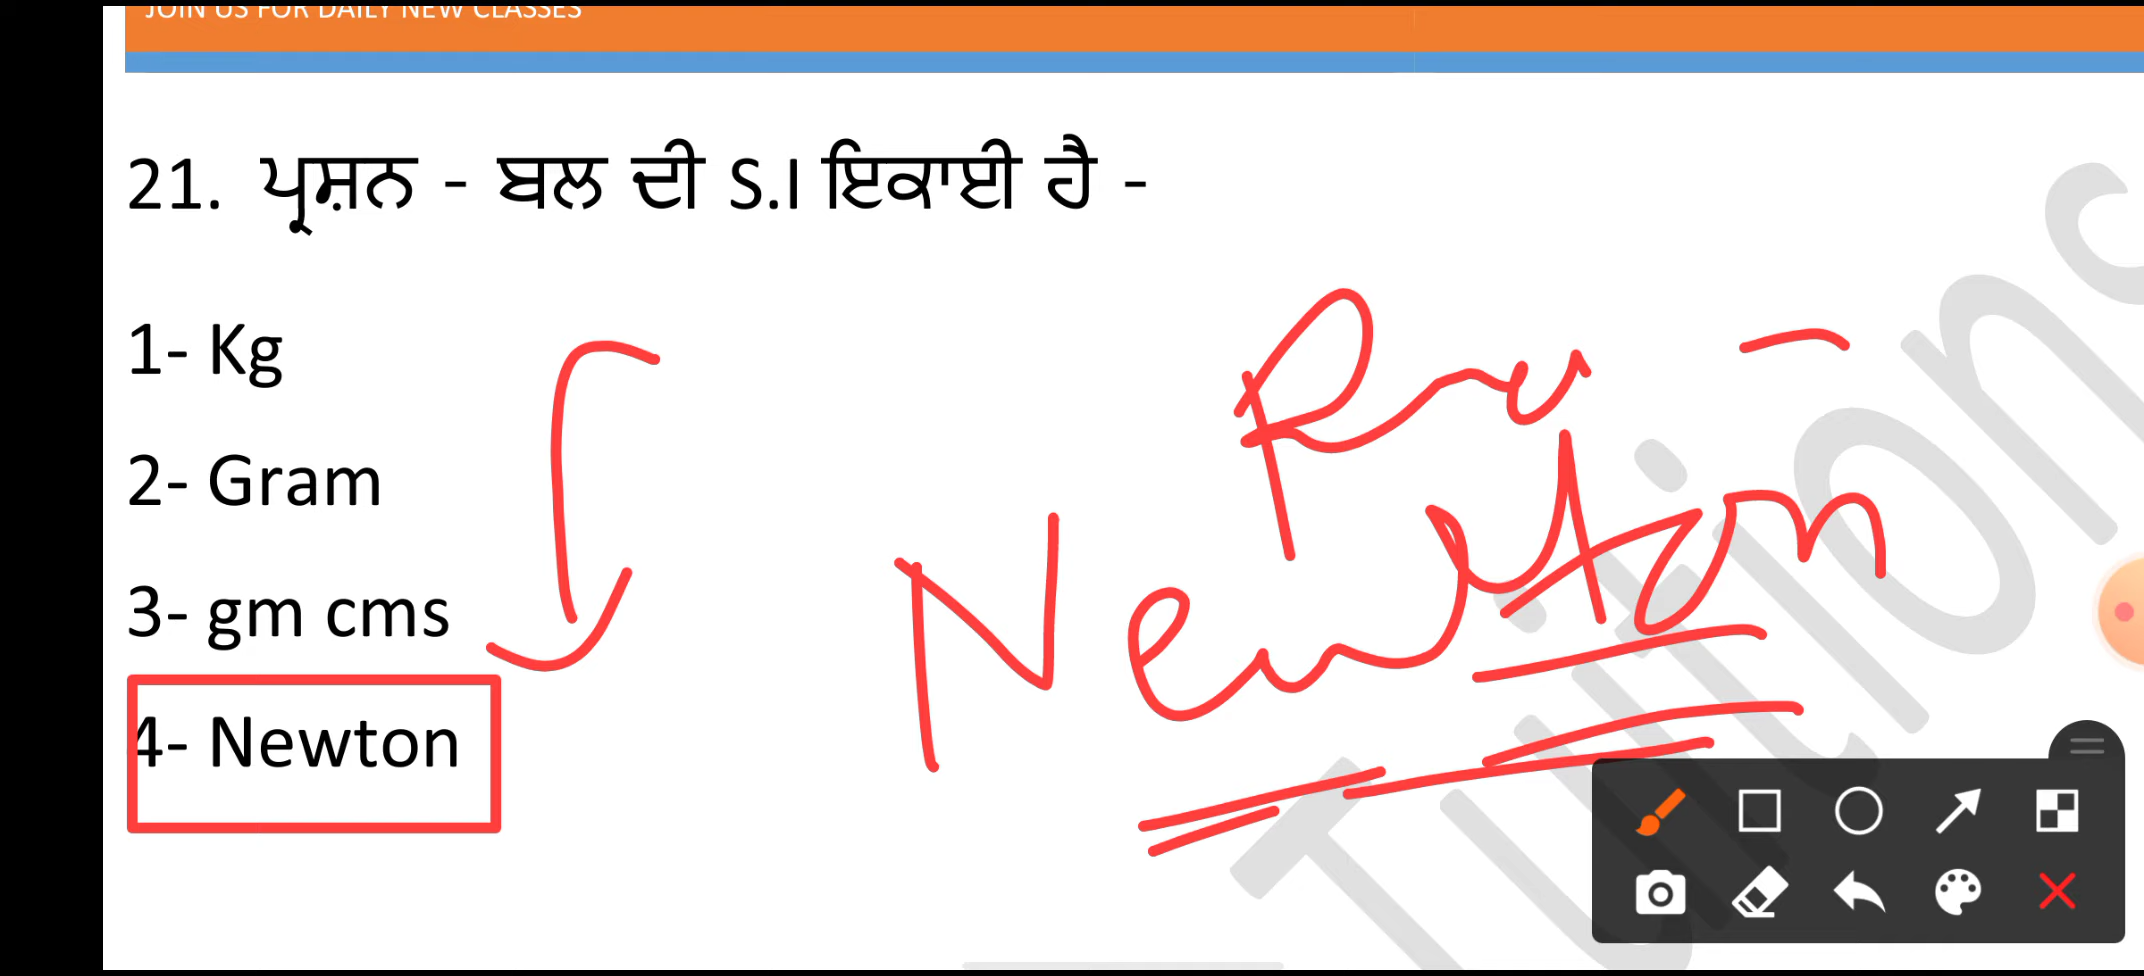 JOIN US FOR DAILY NEW CLASSES
21. ਪ੍ਰਸ਼ਨ - ਬਲ ਦੀ S.I ਇਕਾਈ ਹੈ -
1- Kg
2- Gram
3- gm cms
4- Newton
Newton
Tuitions